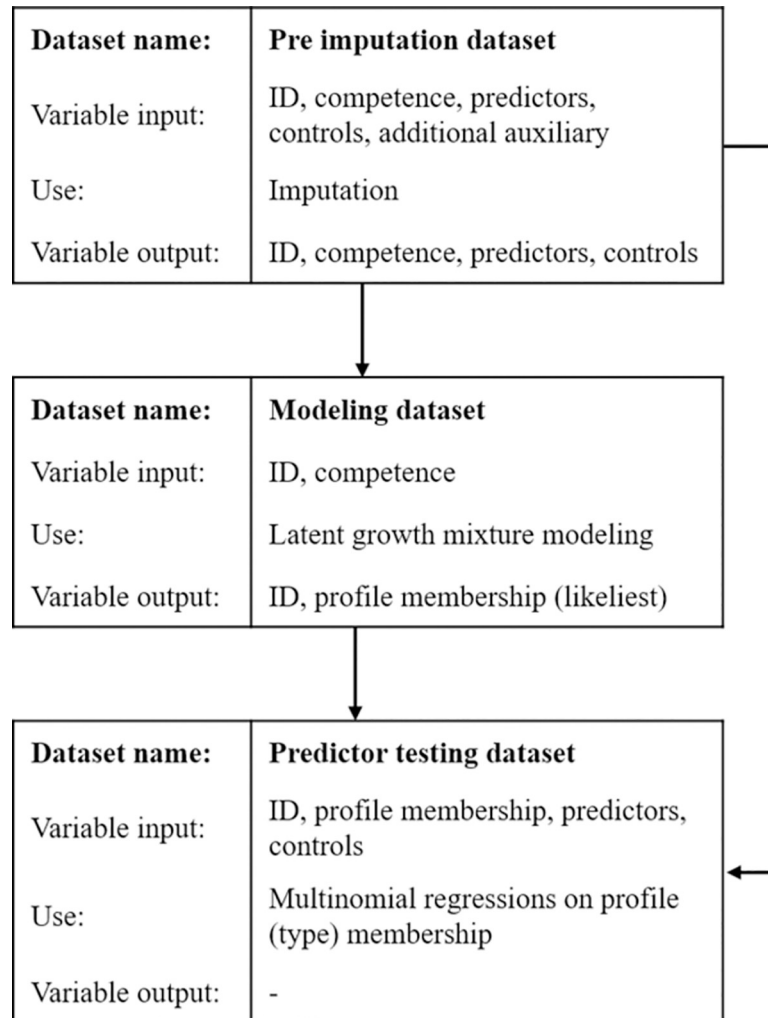 Dataset name: Pre imputation dataset
Variable input: ID, competence, predictors,
controls, additional auxiliary
Use: Imputation
Variable output: ID, competence, predictors, controls
Dataset name: Modeling dataset
Variable input: ID, competence
Use: Latent growth mixture modeling
Variable output: ID, profile membership (likeliest)
Dataset name: Predictor testing dataset
Variable input: ID, profile membership, predictors,
controls
Use: Multinomial regressions on profile
(type) membership
Variable output: -